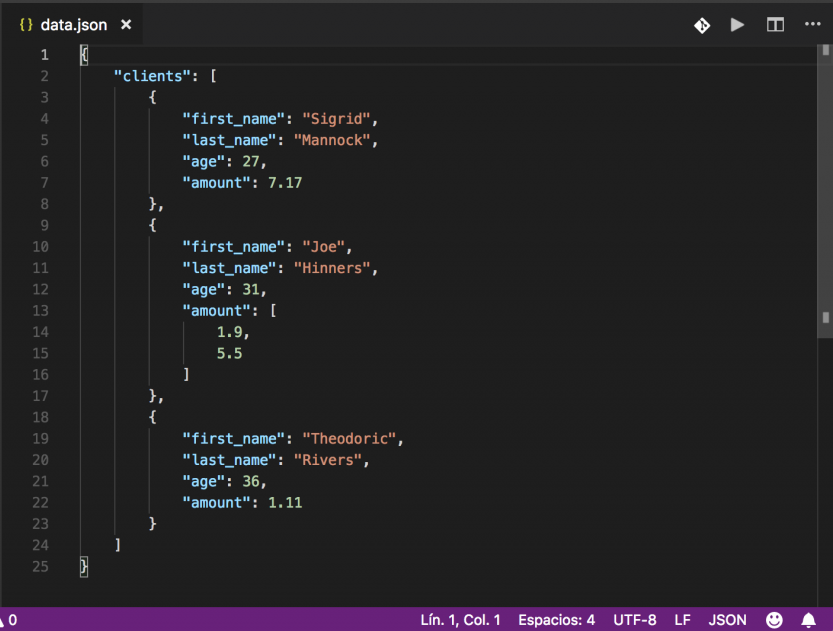 {} data.json ×
1 {
2     "clients": [
3         {
4             "first_name": "Sigrid",
5             "last_name": "Mannock",
6             "age": 27,
7             "amount": 7.17
8         },
9         {
10             "first_name": "Joe",
11             "last_name": "Hinners",
12             "age": 31,
13             "amount": [
14                 1.9,
15                 5.5
16             ]
17         },
18         {
19             "first_name": "Theodoric",
20             "last_name": "Rivers",
21             "age": 36,
22             "amount": 1.11
23         }
24     ]
25 }
0 Lín. 1, Col. 1 Espacios: 4 UTF-8 LF JSON